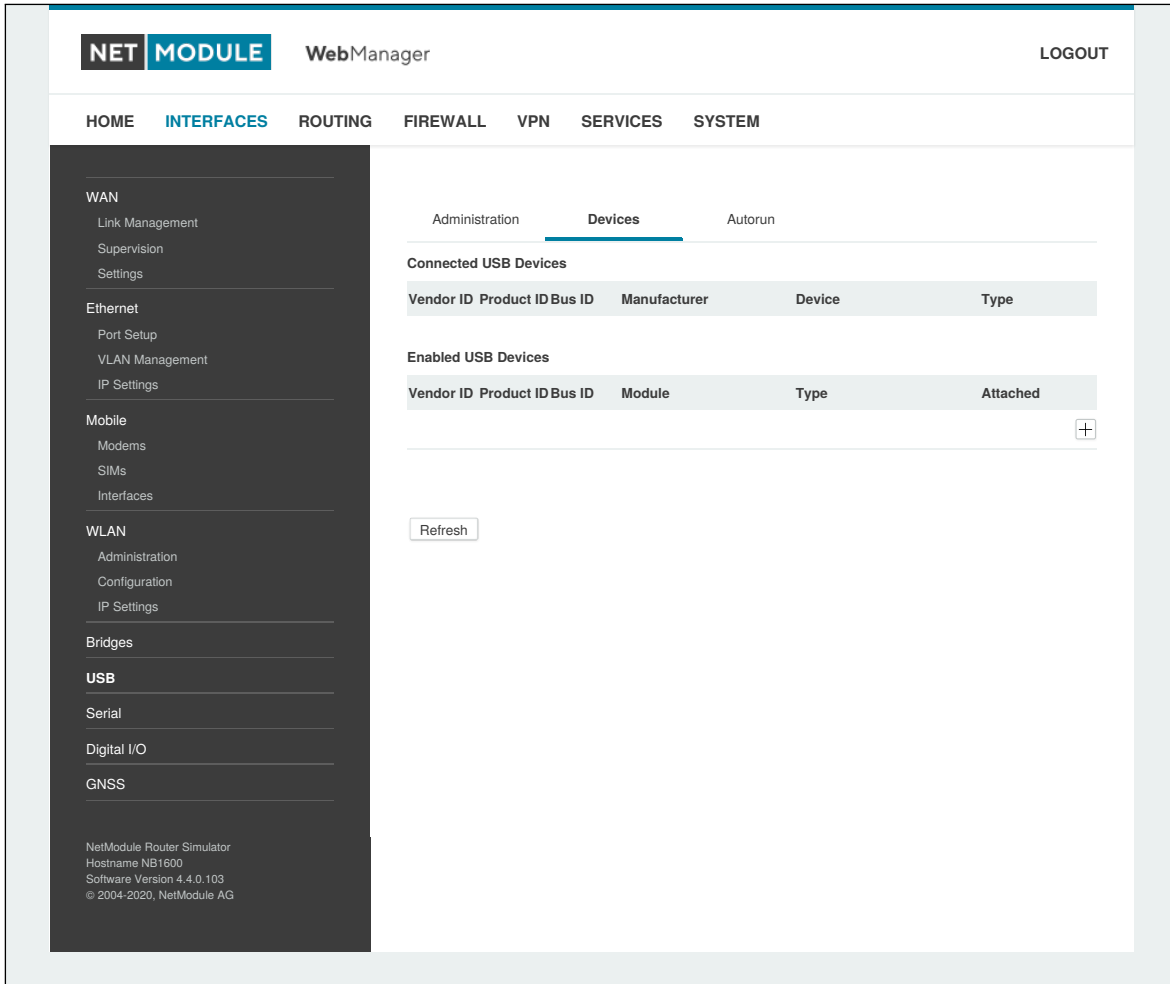 NET MODULE WebManager LOGOUT
HOME INTERFACES ROUTING FIREWALL VPN SERVICES SYSTEM
WAN
Link Management
Supervision
Settings
Ethernet
Port Setup
VLAN Management
IP Settings
Mobile
Modems
SIMs
Interfaces
WLAN
Administration
Configuration
IP Settings
Bridges
USB
Serial
Digital I/O
GNSS
NetModule Router Simulator
Hostname NB1600
Software Version 4.4.0.103
© 2004-2020, NetModule AG
Administration Devices Autorun
Connected USB Devices
Vendor ID Product ID Bus ID Manufacturer Device Type
Enabled USB Devices
Vendor ID Product ID Bus ID Module Type Attached
Refresh